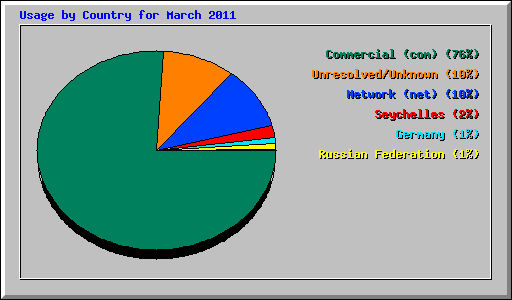 Usage by Country for March 2011
Commercial (com) (76%)
Unresolved/Unknown (10%)
Network (net) (10%)
Seychelles (2%)
Germany (1%)
Russian Federation (1%)